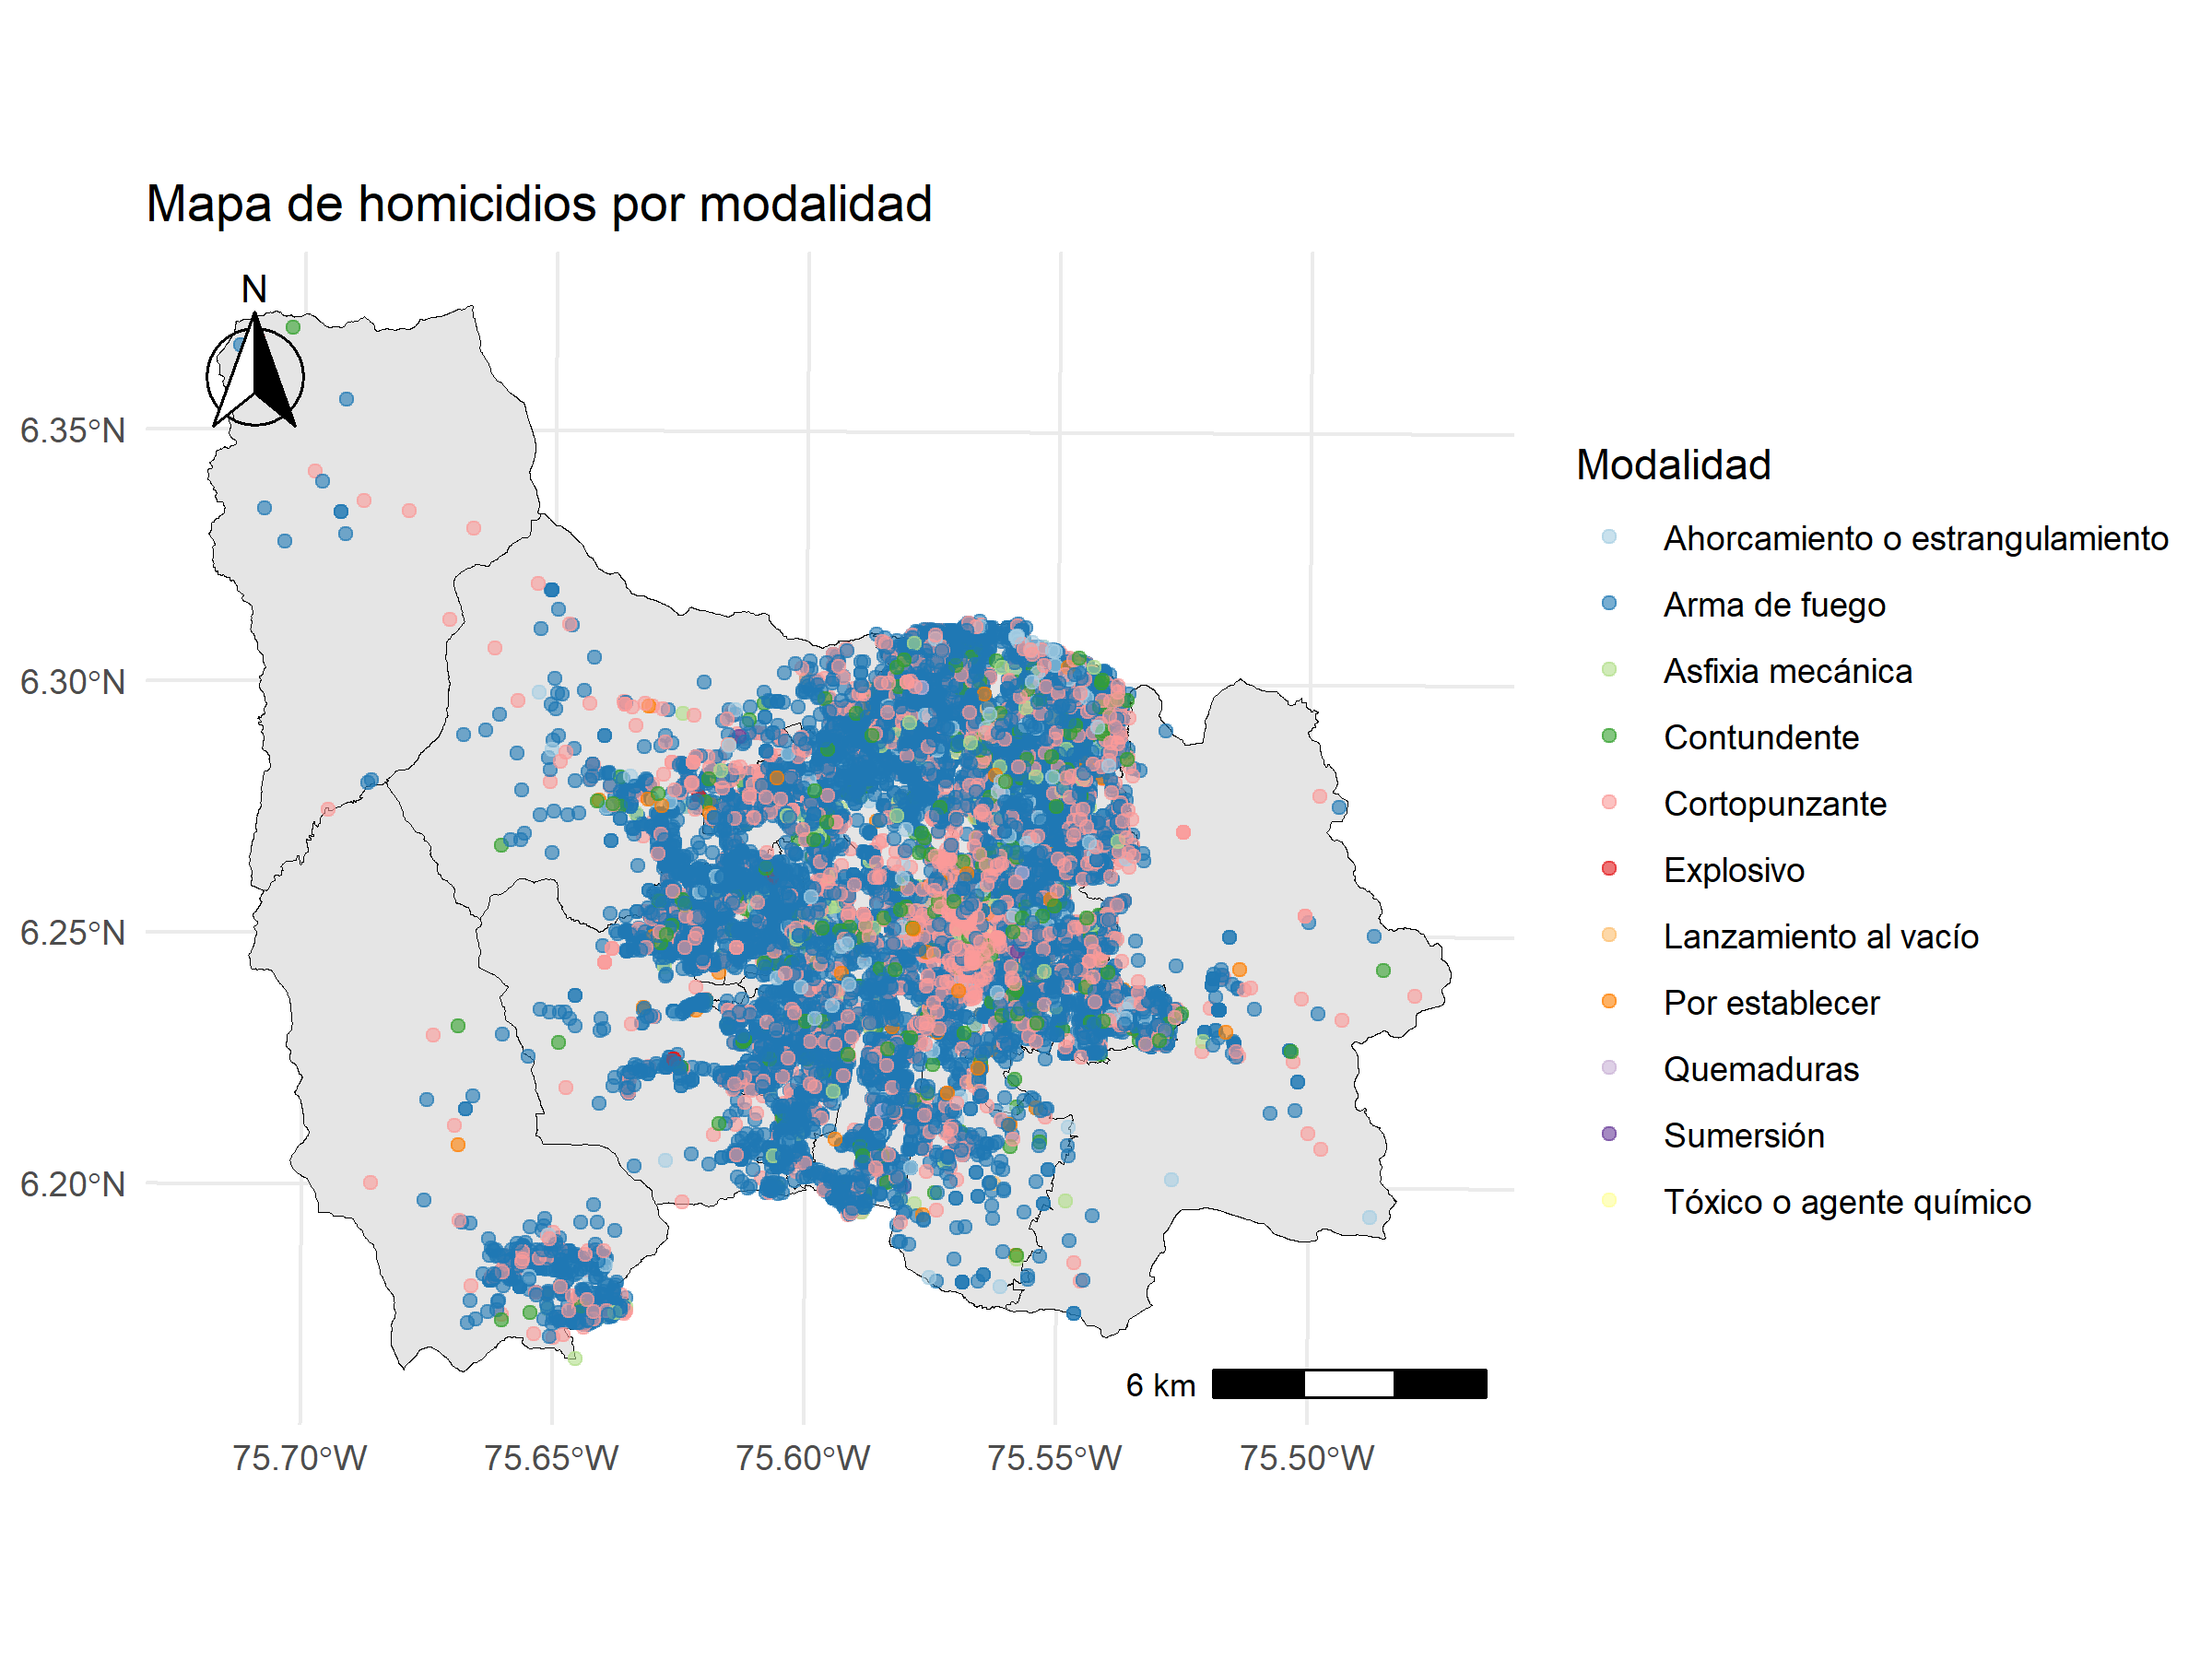 Mapa de homicidios por modalidad
N
6.35°N
6.30°N
6.25°N
6.20°N
75.70°W
75.65°W
75.60°W
75.55°W
75.50°W
6 km
Modalidad
Ahorcamiento o estrangulamiento
Arma de fuego
Asfixia mecánica
Contundente
Cortopunzante
Explosivo
Lanzamiento al vacío
Por establecer
Quemaduras
Sumersión
Tóxico o agente químico